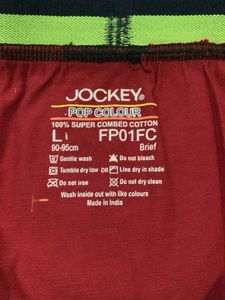 JOCKEY
POP COLOUR
100% SUPER COMBED COTTON
L FP01FC
90-95cm Brief
Gentle wash Do not bleach
Tumble dry low OR Line dry in shade
Do not iron Do not dry clean
Wash inside out with like colours
Made in India